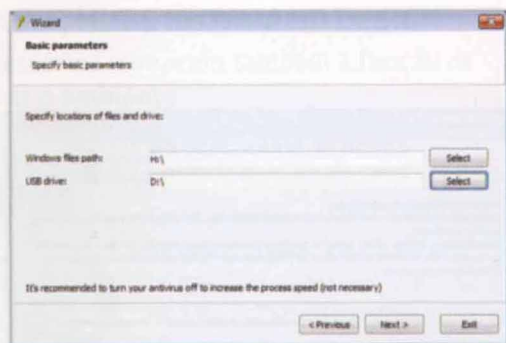 Wizard
Basic parameters
Specify basic parameters
Specify locations of files and drive:
Windows files path: H:\ Select
USB drive: D:\ Select
It's recommended to turn your antivirus off to increase the process speed (not necessary)
< Previous Next > Exit